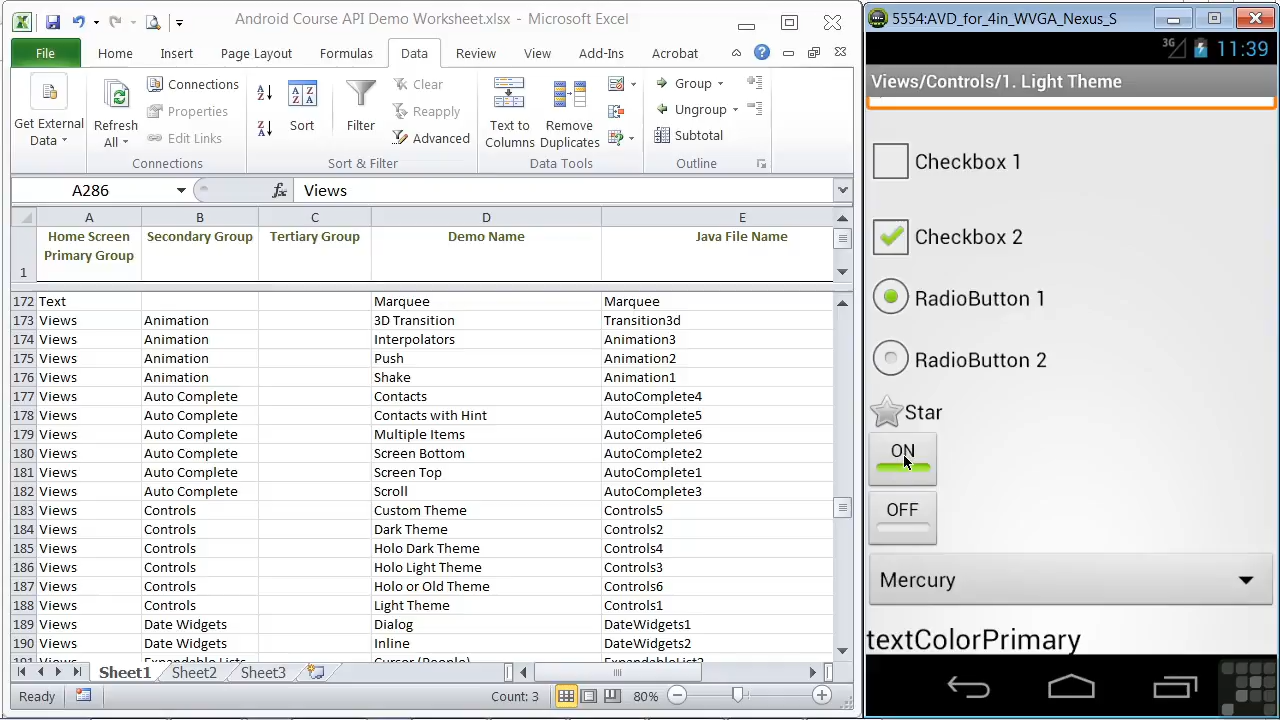 Android Course API Demo Worksheet.xlsx - Microsoft Excel
File Home Insert Page Layout Formulas Data Review View Add-Ins Acrobat
Get External Data
Refresh All
Connections
Properties
Edit Links
Connections
Sort
Filter
Clear
Reapply
Advanced
Sort & Filter
Text to Columns
Remove Duplicates
Data Tools
Group
Ungroup
Subtotal
Outline
A286 fx Views
A B C D E
1 Home Screen Primary Group Secondary Group Tertiary Group Demo Name Java File Name
172 Text Marquee Marquee
173 Views Animation 3D Transition Transition3d
174 Views Animation Interpolators Animation3
175 Views Animation Push Animation2
176 Views Animation Shake Animation1
177 Views Auto Complete Contacts AutoComplete4
178 Views Auto Complete Contacts with Hint AutoComplete5
179 Views Auto Complete Multiple Items AutoComplete6
180 Views Auto Complete Screen Bottom AutoComplete2
181 Views Auto Complete Screen Top AutoComplete1
182 Views Auto Complete Scroll AutoComplete3
183 Views Controls Custom Theme Controls5
184 Views Controls Dark Theme Controls2
185 Views Controls Holo Dark Theme Controls4
186 Views Controls Holo Light Theme Controls3
187 Views Controls Holo or Old Theme Controls6
188 Views Controls Light Theme Controls1
189 Views Date Widgets Dialog DateWidgets1
190 Views Date Widgets Inline DateWidgets2
191 Views Expandable Lists Cursor (People) ExpandableList2
Sheet1 Sheet2 Sheet3
Ready Count: 3 80%
5554:AVD_for_4in_WVGA_Nexus_S
3G 11:39
Views/Controls/1. Light Theme
Checkbox 1
Checkbox 2
RadioButton 1
RadioButton 2
Star
ON
OFF
Mercury
textColorPrimary